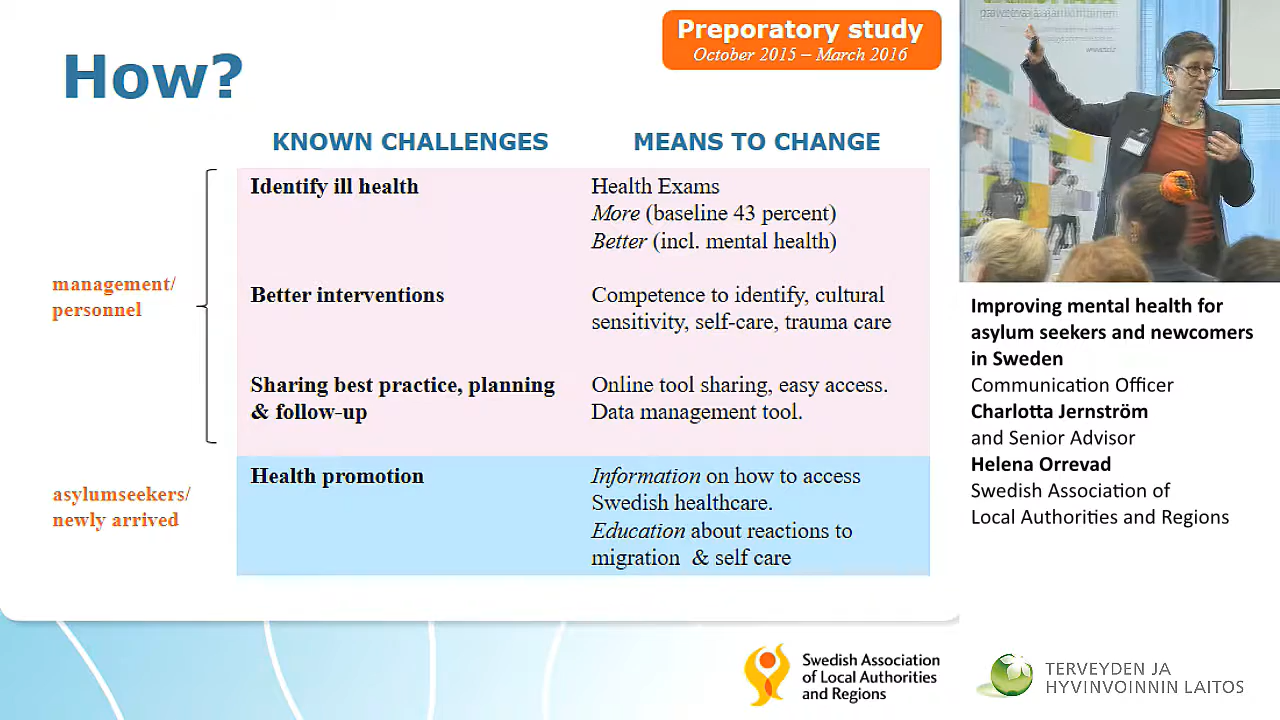 Preporatory study
October 2015 – March 2016
How?
KNOWN CHALLENGES
MEANS TO CHANGE
management/
personnel
Identify ill health
Health Exams
More (baseline 43 percent)
Better (incl. mental health)
Better interventions
Competence to identify, cultural
sensitivity, self-care, trauma care
Sharing best practice, planning
& follow-up
Online tool sharing, easy access.
Data management tool.
asylumseekers/
newly arrived
Health promotion
Information on how to access
Swedish healthcare.
Education about reactions to
migration & self care
Swedish Association
of Local Authorities
and Regions
Improving mental health for
asylum seekers and newcomers
in Sweden
Communication Officer
Charlotta Jernström
and Senior Advisor
Helena Orrevad
Swedish Association of
Local Authorities and Regions
TERVEYDEN JA
HYVINVOINNIN LAITOS